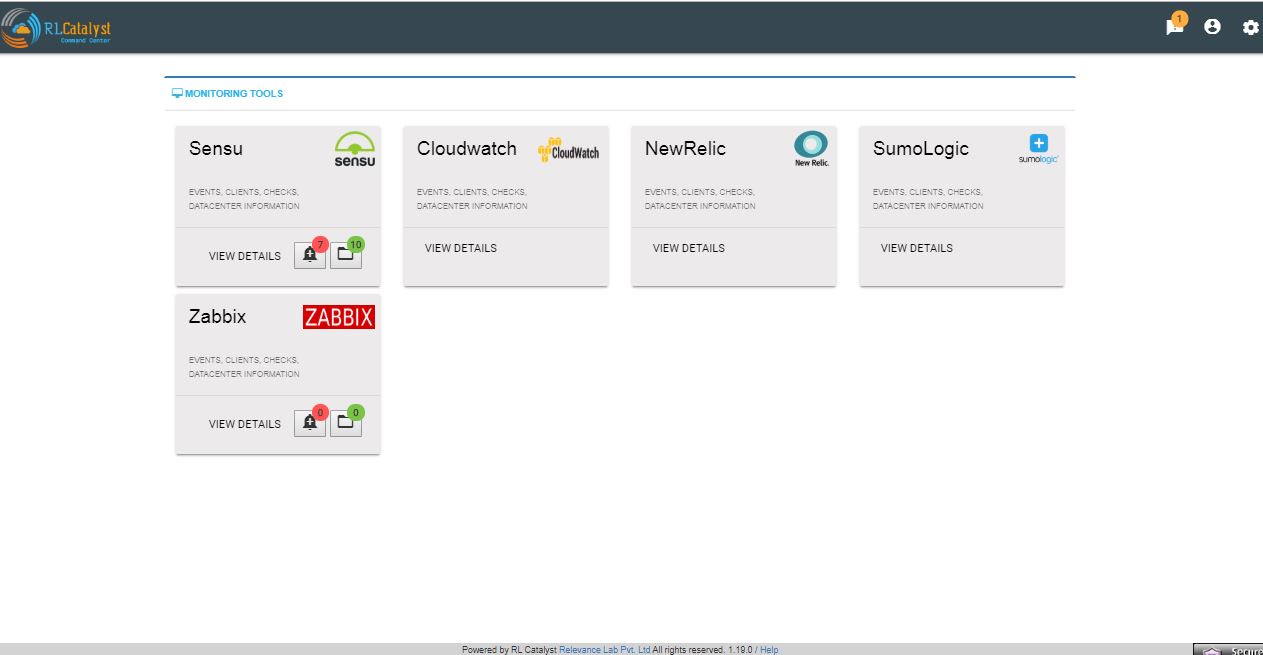 RLCatalyst
Command Center
1
MONITORING TOOLS
Sensu
sensu
EVENTS, CLIENTS, CHECKS,
DATACENTER INFORMATION
VIEW DETAILS
7
10
Cloudwatch
CloudWatch
EVENTS, CLIENTS, CHECKS,
DATACENTER INFORMATION
VIEW DETAILS
NewRelic
New Relic.
EVENTS, CLIENTS, CHECKS,
DATACENTER INFORMATION
VIEW DETAILS
SumoLogic
sumologic
EVENTS, CLIENTS, CHECKS,
DATACENTER INFORMATION
VIEW DETAILS
Zabbix
ZABBIX
EVENTS, CLIENTS, CHECKS,
DATACENTER INFORMATION
VIEW DETAILS
0
0
Powered by RL Catalyst Relevance Lab Pvt. Ltd All rights reserved. 1.19.0 / Help
Secure